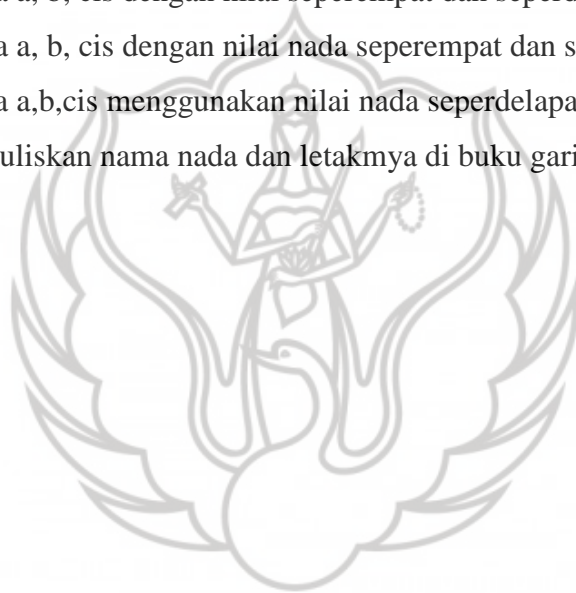 a, b, cis dengan nilai seperempat dan
a a, b, cis dengan nilai nada seperempat dan s
a a,b,cis menggunakan nilai nada seperdelapa
uliskan nama nada dan letakmya di buku gari